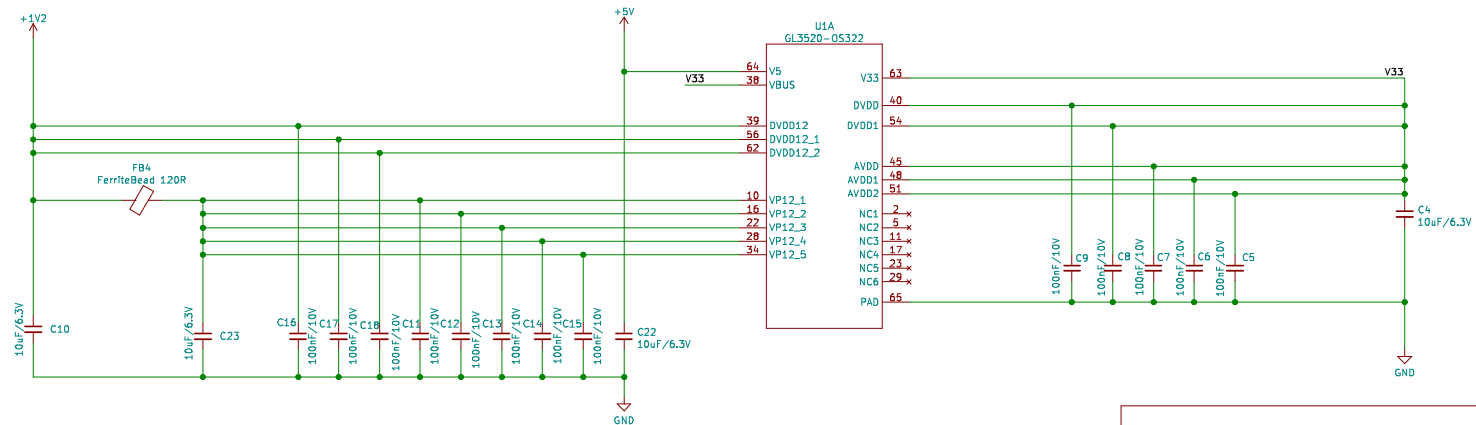 +1V2
+5V
U1A
GL3520-OS322
64
V5
V33
38
VBUS
39
DVDD12
56
DVDD12_1
62
DVDD12_2
FB4
FerriteBead 120R
10
VP12_1
16
VP12_2
22
VP12_3
28
VP12_4
34
VP12_5
V33
63
V33
DVDD
40
DVDD1
54
AVDD
45
AVDD1
48
AVDD2
51
NC1
2
NC2
5
NC3
11
NC4
17
NC5
23
NC6
29
PAD
65
C4
10uF/6.3V
C9
100nF/10V
C8
100nF/10V
C7
100nF/10V
C6
100nF/10V
C5
100nF/10V
C10
10uF/6.3V
C23
10uF/6.3V
C16
100nF/10V
C17
100nF/10V
C18
100nF/10V
C11
100nF/10V
C12
100nF/10V
C13
100nF/10V
C14
100nF/10V
C15
100nF/10V
C22
10uF/6.3V
GND
GND